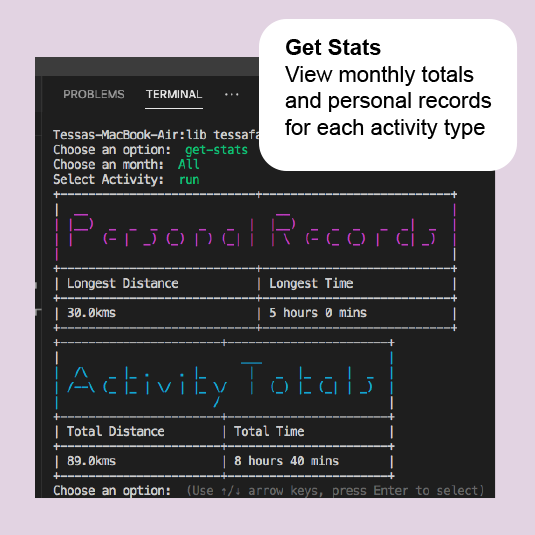 Get Stats
View monthly totals
and personal records
for each activity type
PROBLEMS TERMINAL ...
Tessas-MacBook-Air:lib
Choose an option: get-stats
Choose an month: All
Select Activity: run
Personal Records
Longest Distance Longest Time
30.0kms 5 hours 0 mins
Activity Totals
Total Distance Total Time
89.0kms 8 hours 40 mins
Choose an option: (Use ↑/↓ arrow keys, press Enter to select)